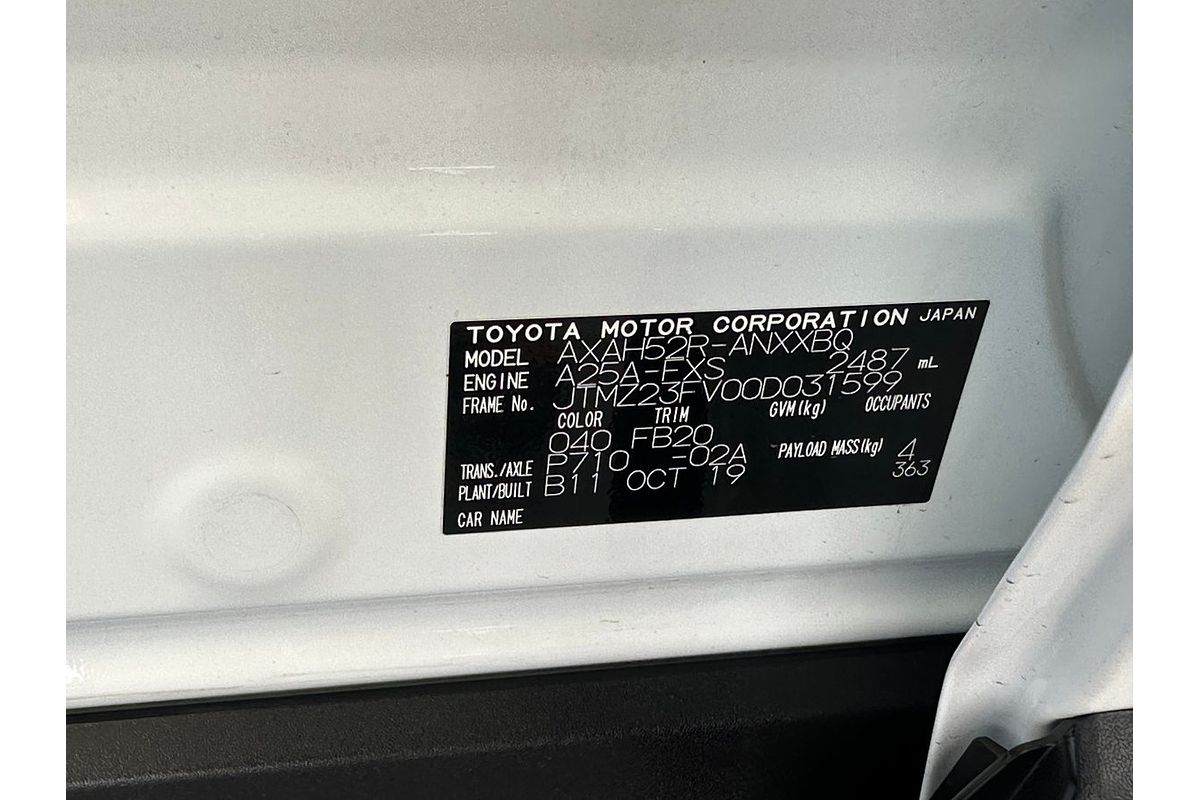 TOYOTA MOTOR CORPORATION JAPAN
MODEL AXAH52R-ANXXBQ
ENGINE A25A-FXS 2487 mL
FRAME No. JTMZ23FV00D031599
COLOR TRIM GVM(kg) OCCUPANTS
040 FB20 4
TRANS./AXLE P710 -02A PAYLOAD MASS(kg) 363
PLANT/BUILT B11 OCT 19
CAR NAME